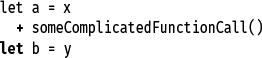 let a = x
  + someComplicatedFunctionCall()
let b = y